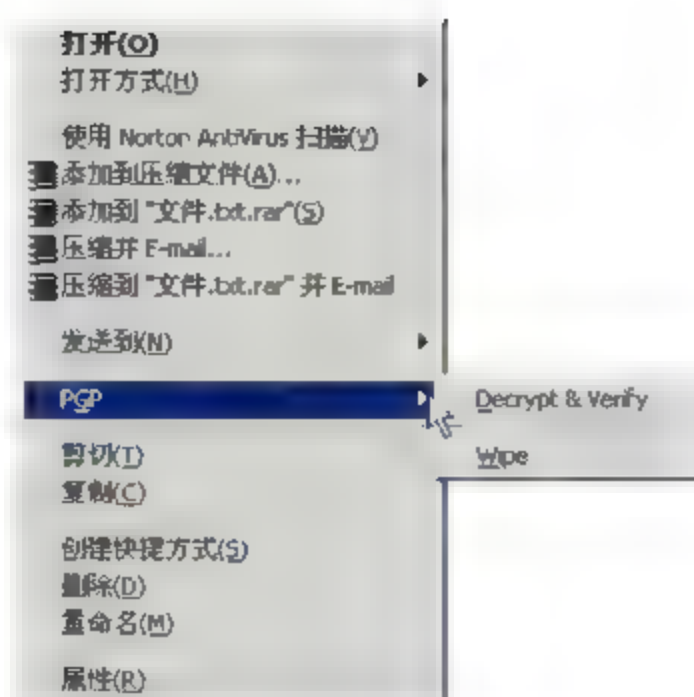 打开(O)
打开方式(H)
使用 Norton AntiVirus 扫描(V)
添加到压缩文件(A)...
添加到 "文件.txt.rar"(S)
压缩并 E-mail...
压缩到 "文件.txt.rar" 并 E-mail
发送到(N)
PGP
Decrypt & Verify
Wipe
剪切(T)
复制(C)
创建快捷方式(S)
删除(D)
重命名(M)
属性(R)